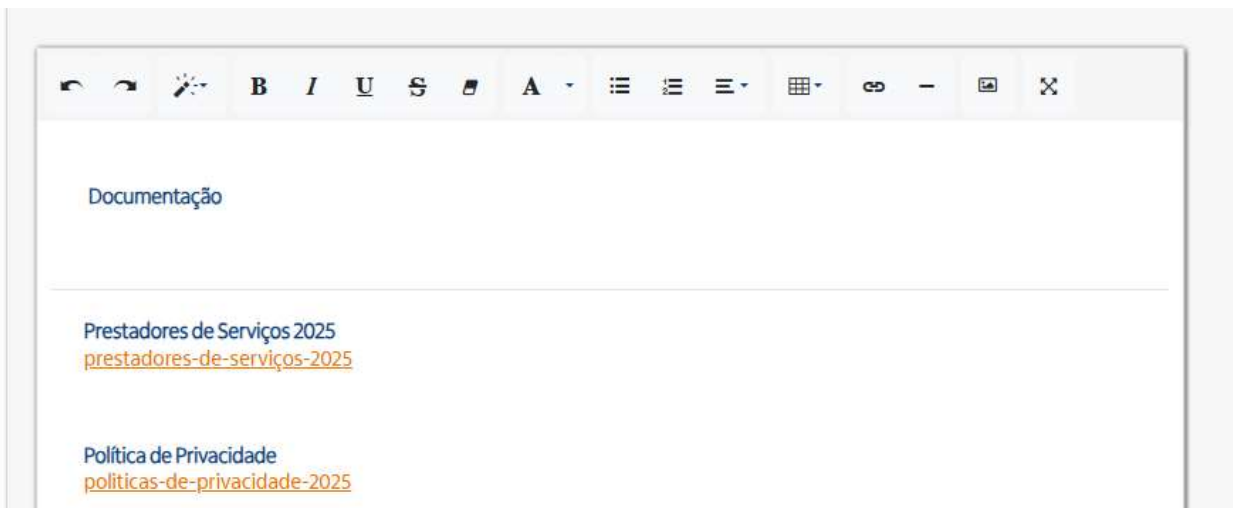 B I U S A
Documentação
Prestadores de Serviços 2025
prestadores-de-serviços-2025
Política de Privacidade
politicas-de-privacidade-2025